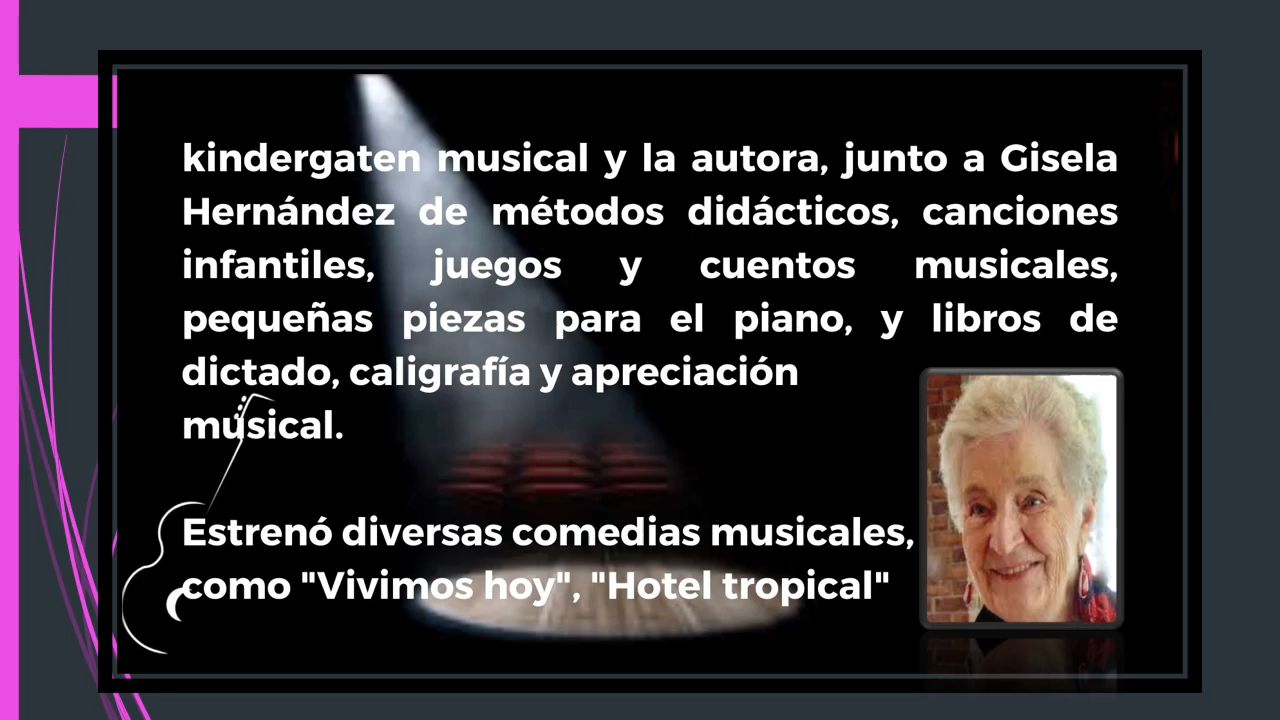 kindergaten musical y la autora, junto a Gisela
Hernández de métodos didácticos, canciones
infantiles, juegos y cuentos musicales,
pequeñas piezas para el piano, y libros de
dictado, caligrafía y apreciación
musical.
Estrenó diversas comedias musicales,
como "Vivimos hoy", "Hotel tropical"